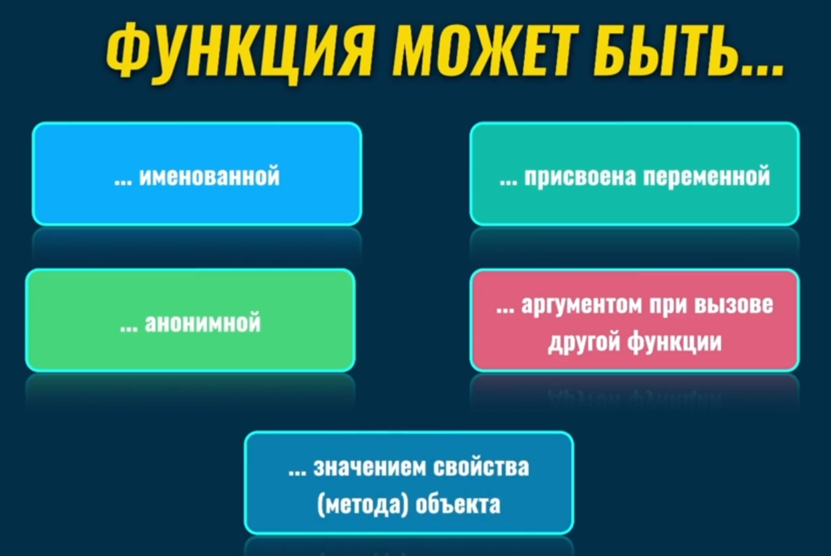 ФУНКЦИЯ МОЖЕТ БЫТЬ...
... именованной
... присвоена переменной
... анонимной
... аргументом при вызове
другой функции
... значением свойства
(метода) объекта